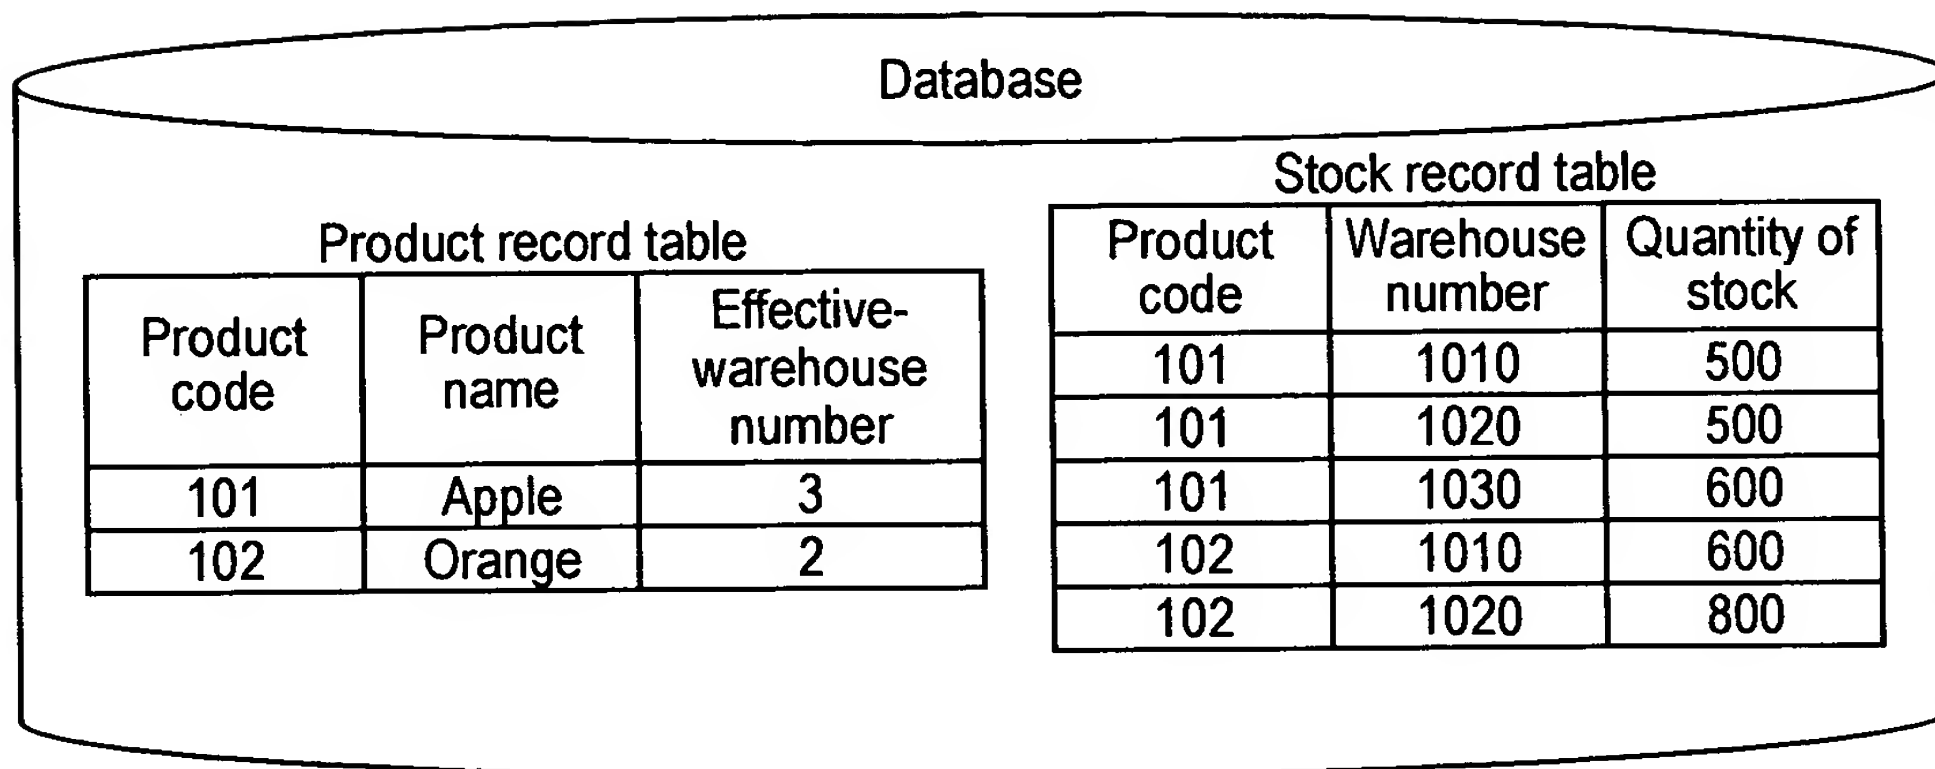 Database
Product record table
Product code Product name Effective-warehouse number
101 Apple 3
102 Orange 2
Stock record table
Product code Warehouse number Quantity of stock
101 1010 500
101 1020 500
101 1030 600
102 1010 600
102 1020 800